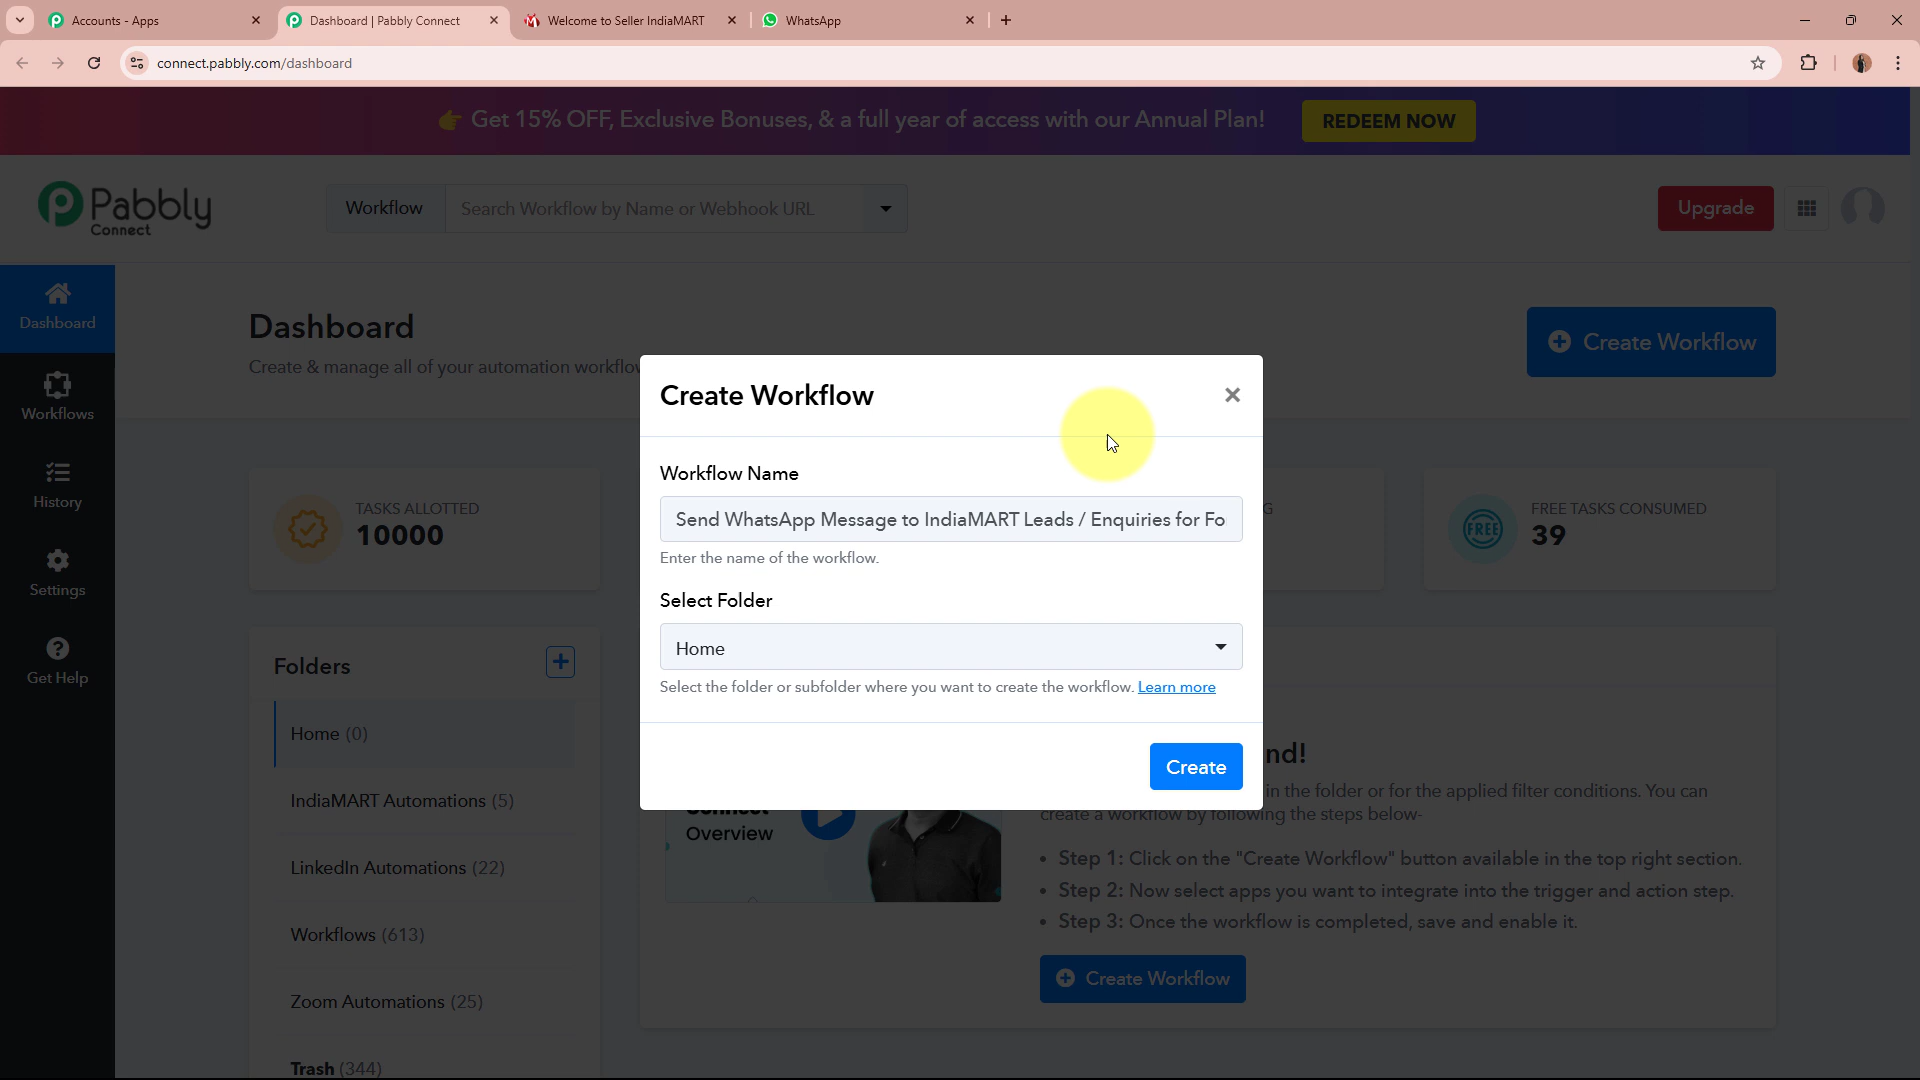 Accounts - Apps
Dashboard | Pabbly Connect
Welcome to Seller IndiaMART
WhatsApp
connect.pabbly.com/dashboard
👉 Get 15% OFF, Exclusive Bonuses, & a full year of access with our Annual Plan!
REDEEM NOW
Pabbly
Connect
Workflow
Search Workflow by Name or Webhook URL
Upgrade
Dashboard
Workflows
History
Settings
Get Help
Dashboard
Create & manage all of your automation workflow
Create Workflow
TASKS ALLOTTED
10000
G
FREE TASKS CONSUMED
FREE
39
Create Workflow
Workflow Name
Send WhatsApp Message to IndiaMART Leads / Enquiries for Fo
Enter the name of the workflow.
Select Folder
Home
Select the folder or subfolder where you want to create the workflow. Learn more
Create
Folders
Home (0)
IndiaMART Automations (5)
LinkedIn Automations (22)
Workflows (613)
Zoom Automations (25)
Trash (344)
Connect
Overview
nd!
in the folder or for the applied filter conditions. You can
create a workflow by following the steps below-
• Step 1: Click on the "Create Workflow" button available in the top right section.
• Step 2: Now select apps you want to integrate into the trigger and action step.
• Step 3: Once the workflow is completed, save and enable it.
Create Workflow